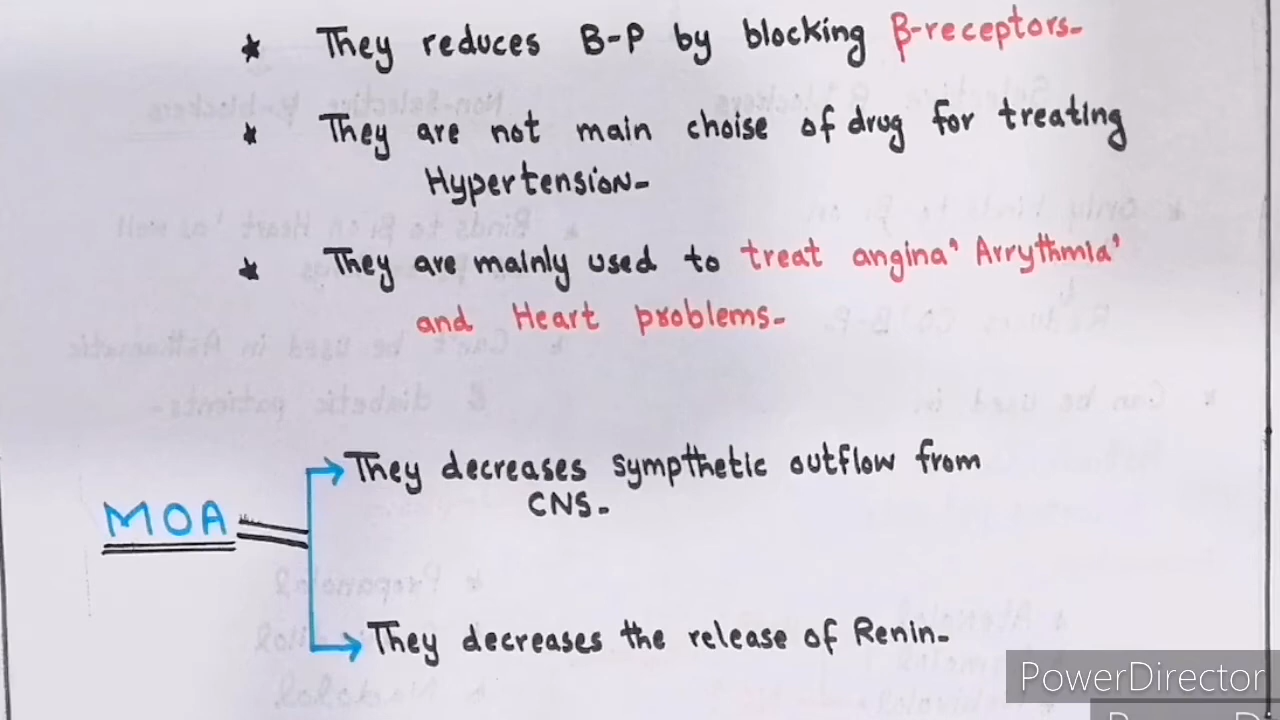 ★ They reduces B-P by blocking β-receptors-
★ They are not main choise of drug for treating
Hypertension-
★ They are mainly used to treat angina' Arrythmia'
and Heart problems-
MOA
They decreases sympthetic outflow from
CNS-
They decreases the release of Renin-
PowerDirector